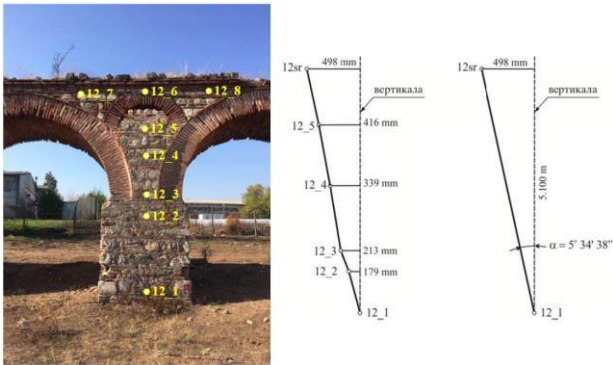 12_7
12_6
12_8
12_5
12_4
12_3
12_2
12_1
498 mm
12sr
вертикала
12_5
416 mm
12_4
339 mm
12_3
213 mm
12_2
179 mm
12_1
498 mm
12sr
вертикала
5.100 m
α = 5° 34' 38"
12_1